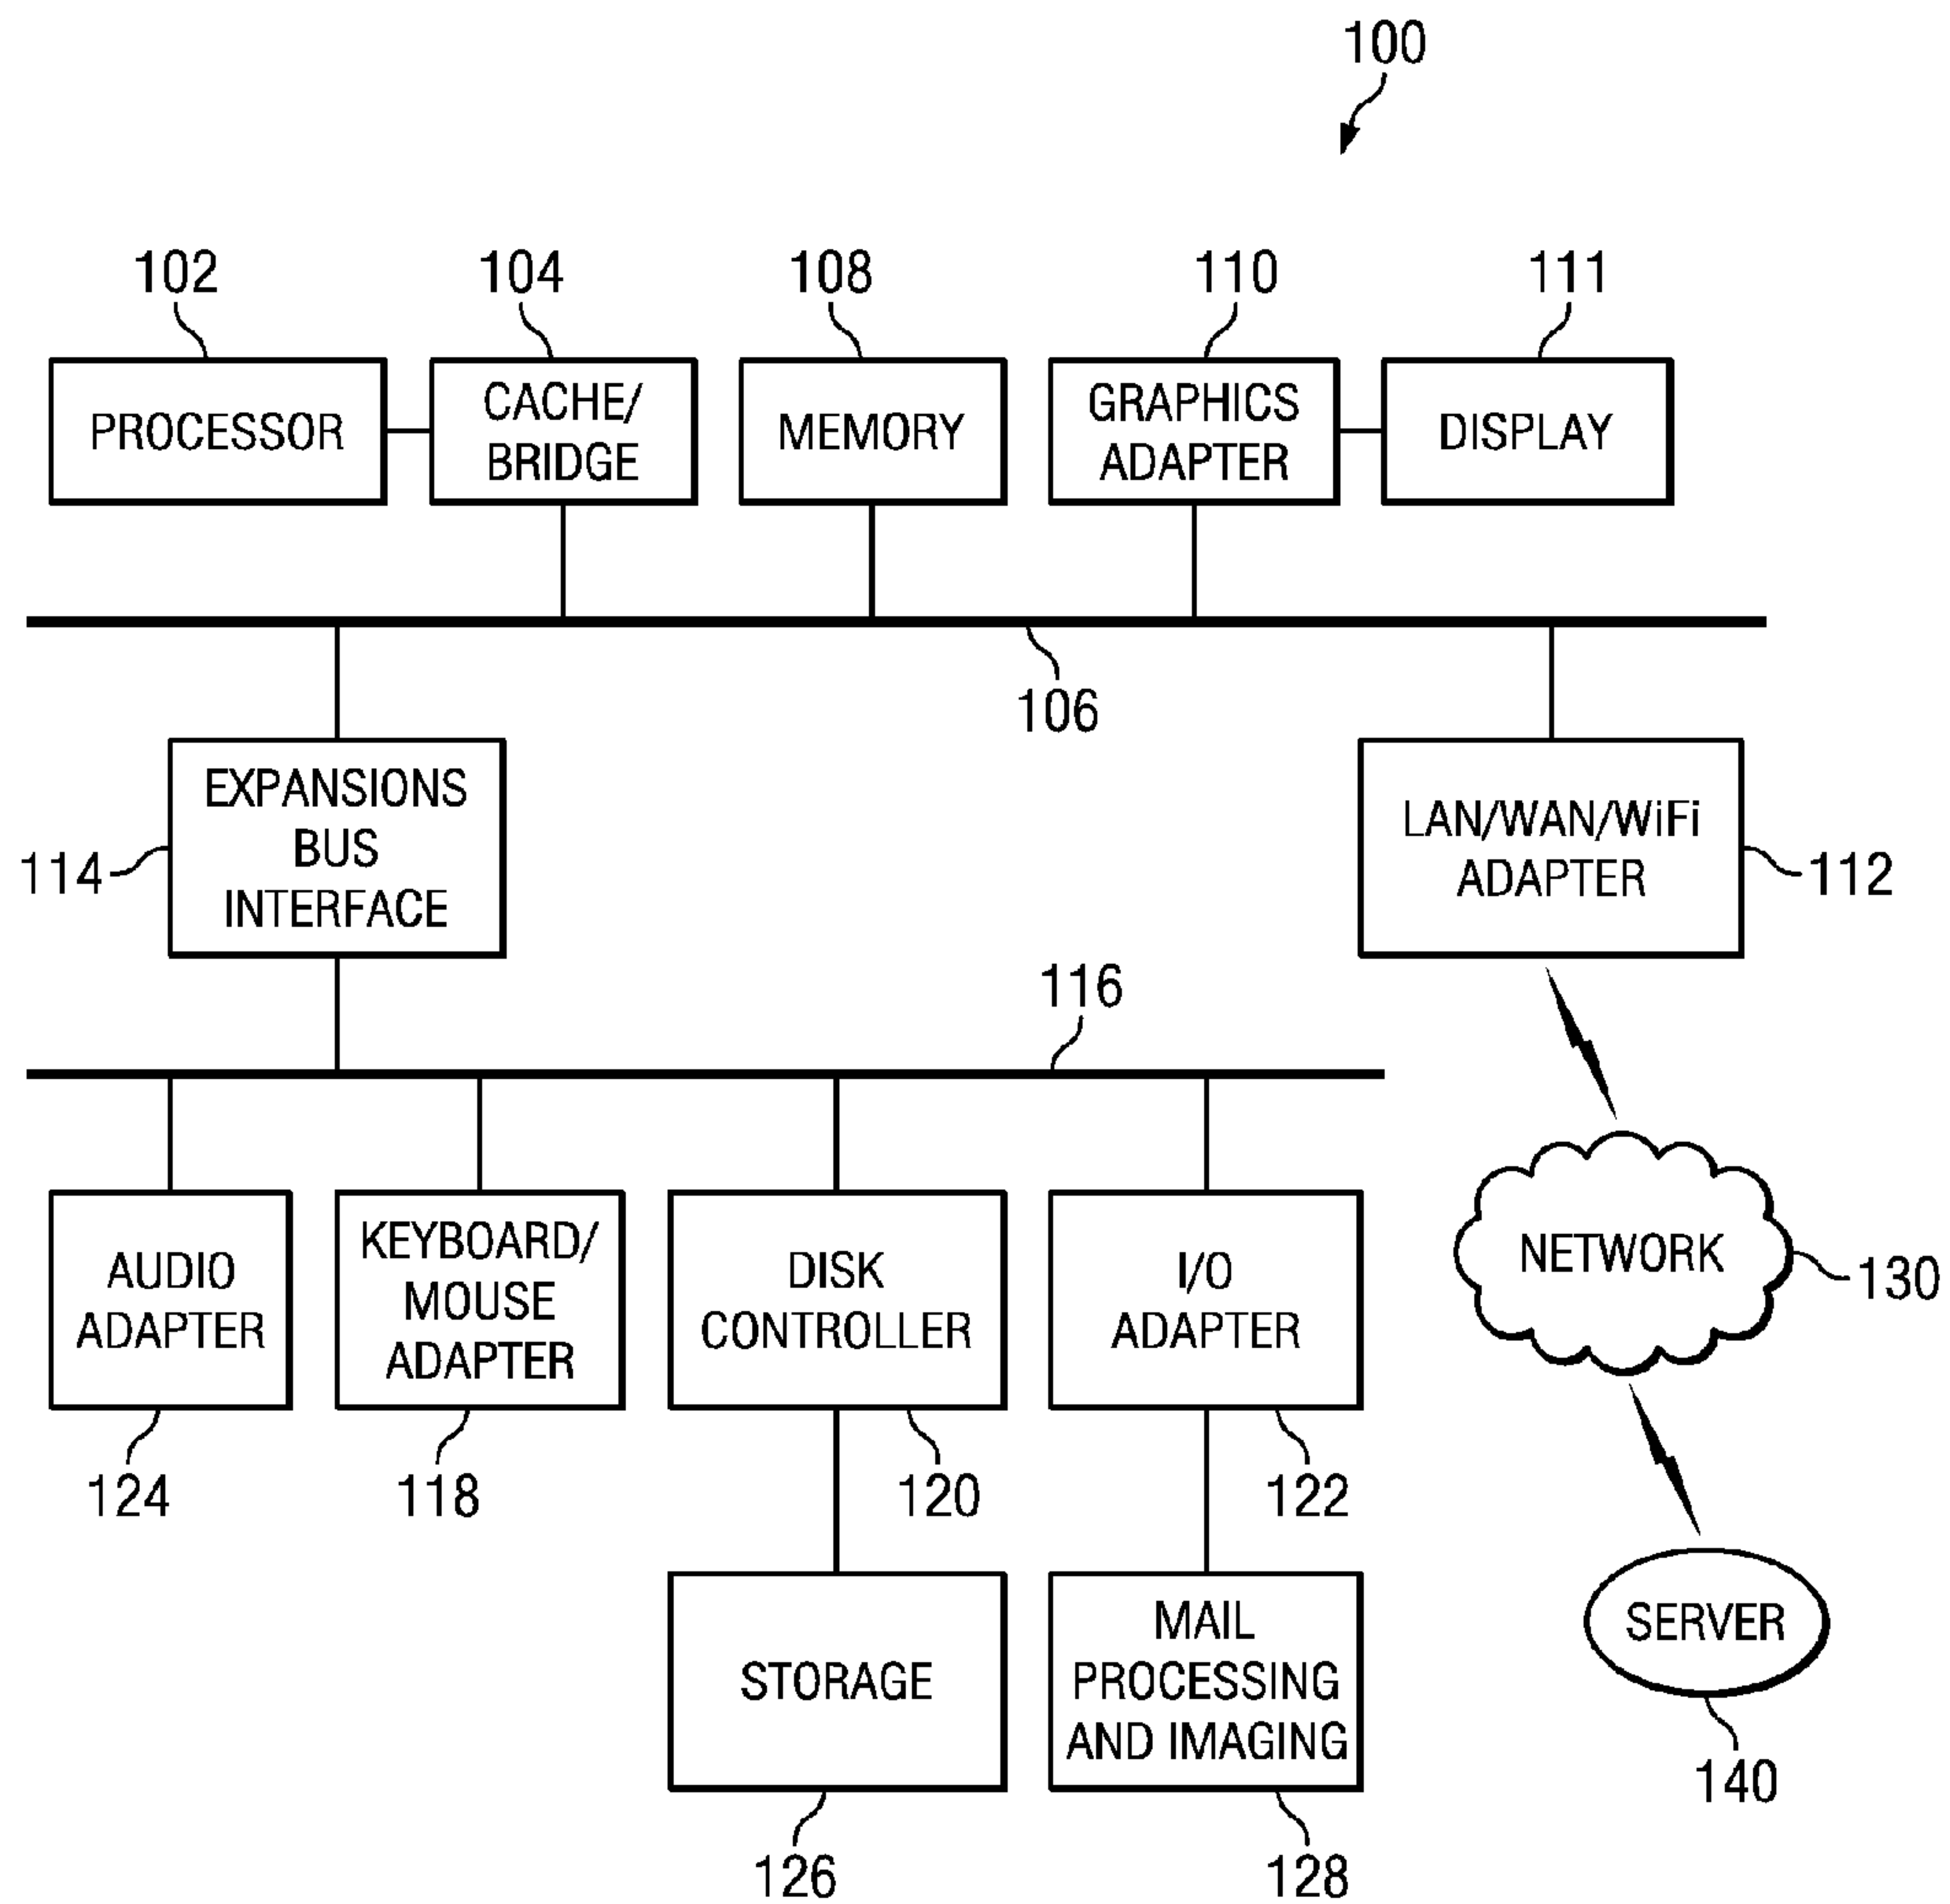 100
102
104
108
110
111
PROCESSOR
CACHE/
BRIDGE
MEMORY
GRAPHICS
ADAPTER
DISPLAY
106
EXPANSIONS
BUS
INTERFACE
114
LAN/WAN/WiFi
ADAPTER
112
116
AUDIO
ADAPTER
KEYBOARD/
MOUSE
ADAPTER
DISK
CONTROLLER
I/O
ADAPTER
NETWORK
130
124
118
120
122
STORAGE
MAIL
PROCESSING
AND IMAGING
SERVER
140
126
128